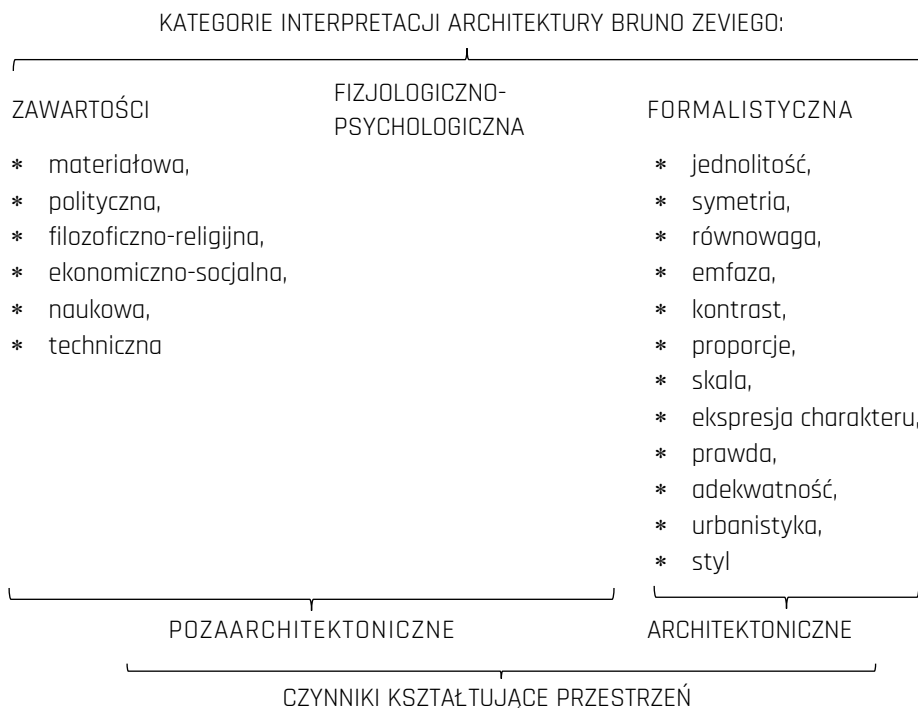 KATEGORIE INTERPRETACJI ARCHITEKTURY BRUNO ZEVIEGO:
ZAWARTOŚCI
* materiałowa,
* polityczna,
* filozoficzno-religijna,
* ekonomiczno-socjalna,
* naukowa,
* techniczna
FIZJOLOGICZNO-
PSYCHOLOGICZNA
FORMALISTYCZNA
* jednolitość,
* symetria,
* równowaga,
* emfaza,
* kontrast,
* proporcje,
* skala,
* ekspresja charakteru,
* prawda,
* adekwatność,
* urbanistyka,
* styl
POZAARCHITEKTONICZNE
ARCHITEKTONICZNE
CZYNNIKI KSZTAŁTUJĄCE PRZESTRZEŃ